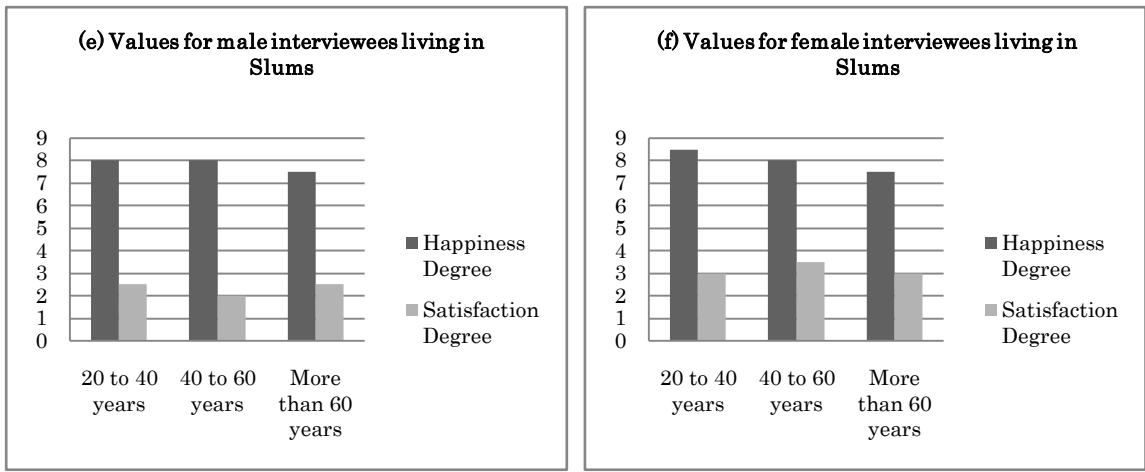 (e) Values for male interviewees living in
Slums
9
8
7
6
5
4
3
2
1
0
20 to 40
years
40 to 60
years
More
than 60
years
Happiness
Degree
Satisfaction
Degree
(f) Values for female interviewees living in
Slums
9
8
7
6
5
4
3
2
1
0
20 to 40
years
40 to 60
years
More
than 60
years
Happiness
Degree
Satisfaction
Degree